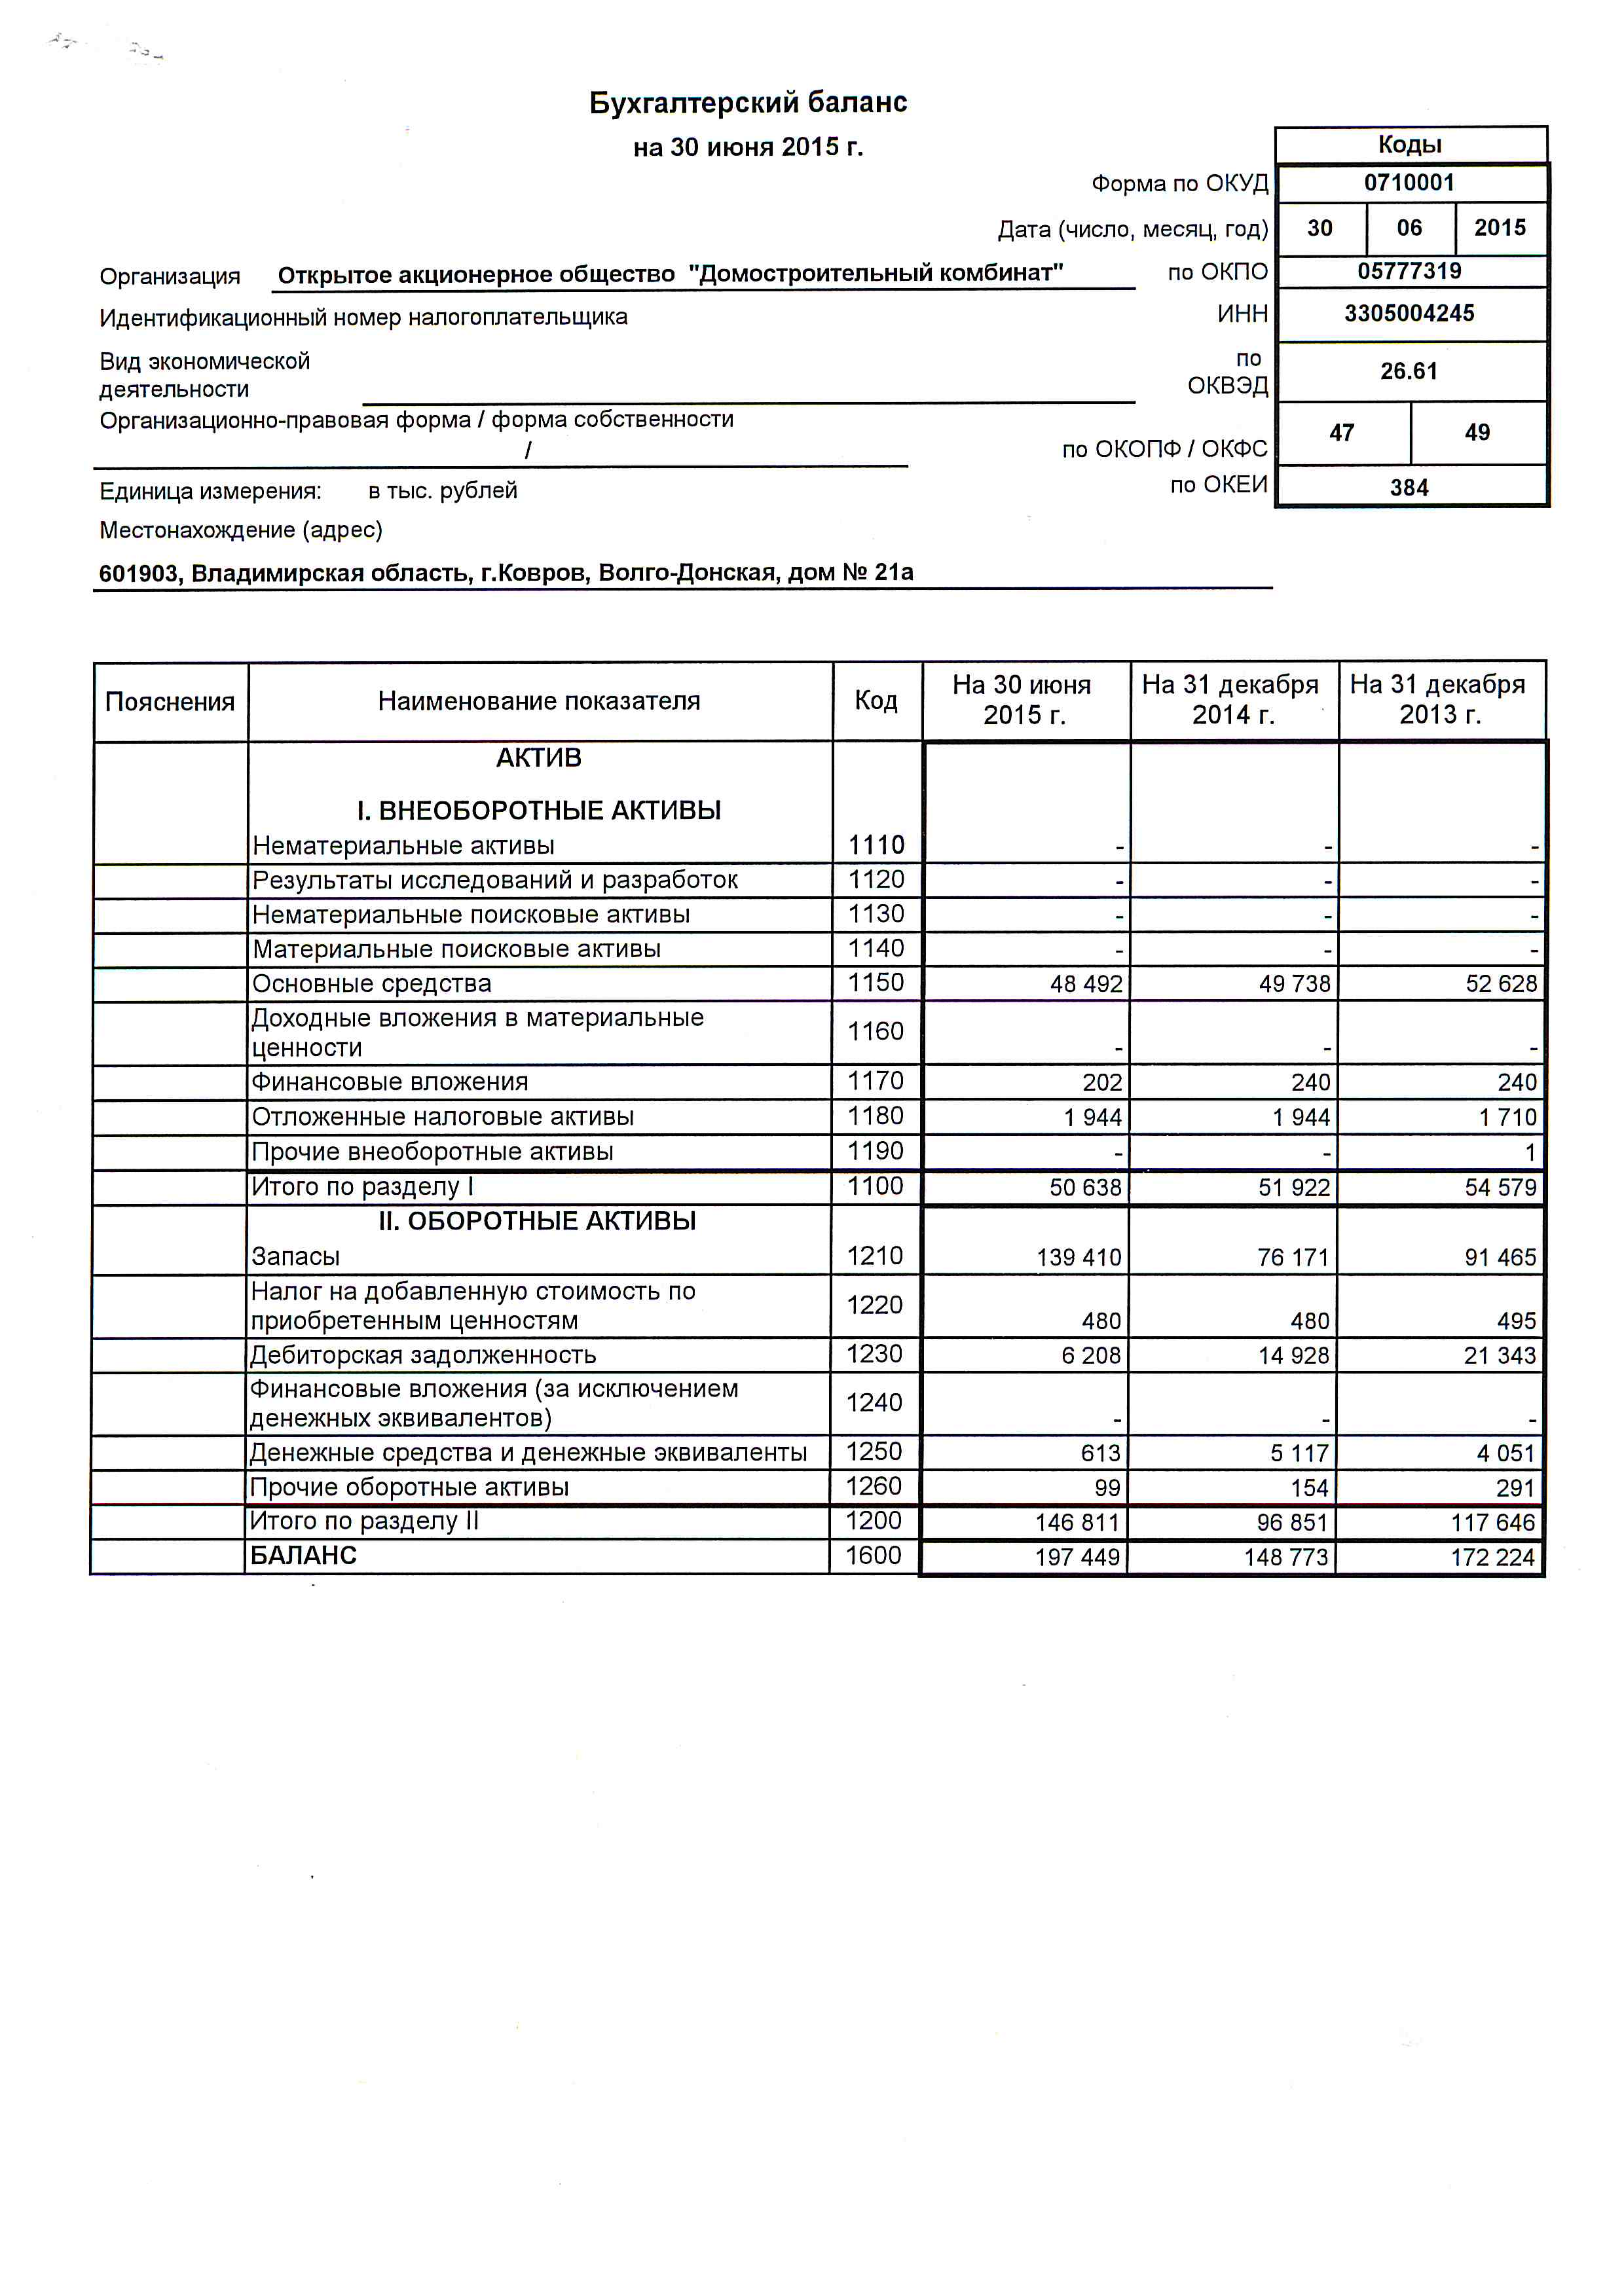 Бухгалтерский баланс
на 30 июня 2015 г.
Коды
Форма по ОКУД 0710001
Дата (число, месяц, год) 30 06 2015
Организация Открытое акционерное общество "Домостроительный комбинат" по ОКПО 05777319
Идентификационный номер налогоплательщика ИНН 3305004245
Вид экономической
деятельности
по
ОКВЭД
26.61
Организационно-правовая форма / форма собственности
/
по ОКОПФ / ОКФС 47 49
Единица измерения: в тыс. рублей по ОКЕИ 384
Местонахождение (адрес)
601903, Владимирская область, г.Ковров, Волго-Донская, дом № 21а
Пояснения Наименование показателя Код На 30 июня 2015 г. На 31 декабря 2014 г. На 31 декабря 2013 г.
АКТИВ
I. ВНЕОБОРОТНЫЕ АКТИВЫ
Нематериальные активы 1110 - - -
Результаты исследований и разработок 1120 - - -
Нематериальные поисковые активы 1130 - - -
Материальные поисковые активы 1140 - - -
Основные средства 1150 48 492 49 738 52 628
Доходные вложения в материальные
ценности 1160 - - -
Финансовые вложения 1170 202 240 240
Отложенные налоговые активы 1180 1 944 1 944 1 710
Прочие внеоборотные активы 1190 - - 1
Итого по разделу I 1100 50 638 51 922 54 579
II. ОБОРОТНЫЕ АКТИВЫ
Запасы 1210 139 410 76 171 91 465
Налог на добавленную стоимость по
приобретенным ценностям 1220 480 480 495
Дебиторская задолженность 1230 6 208 14 928 21 343
Финансовые вложения (за исключением
денежных эквивалентов) 1240 - - -
Денежные средства и денежные эквиваленты 1250 613 5 117 4 051
Прочие оборотные активы 1260 99 154 291
Итого по разделу II 1200 146 811 96 851 117 646
БАЛАНС 1600 197 449 148 773 172 224